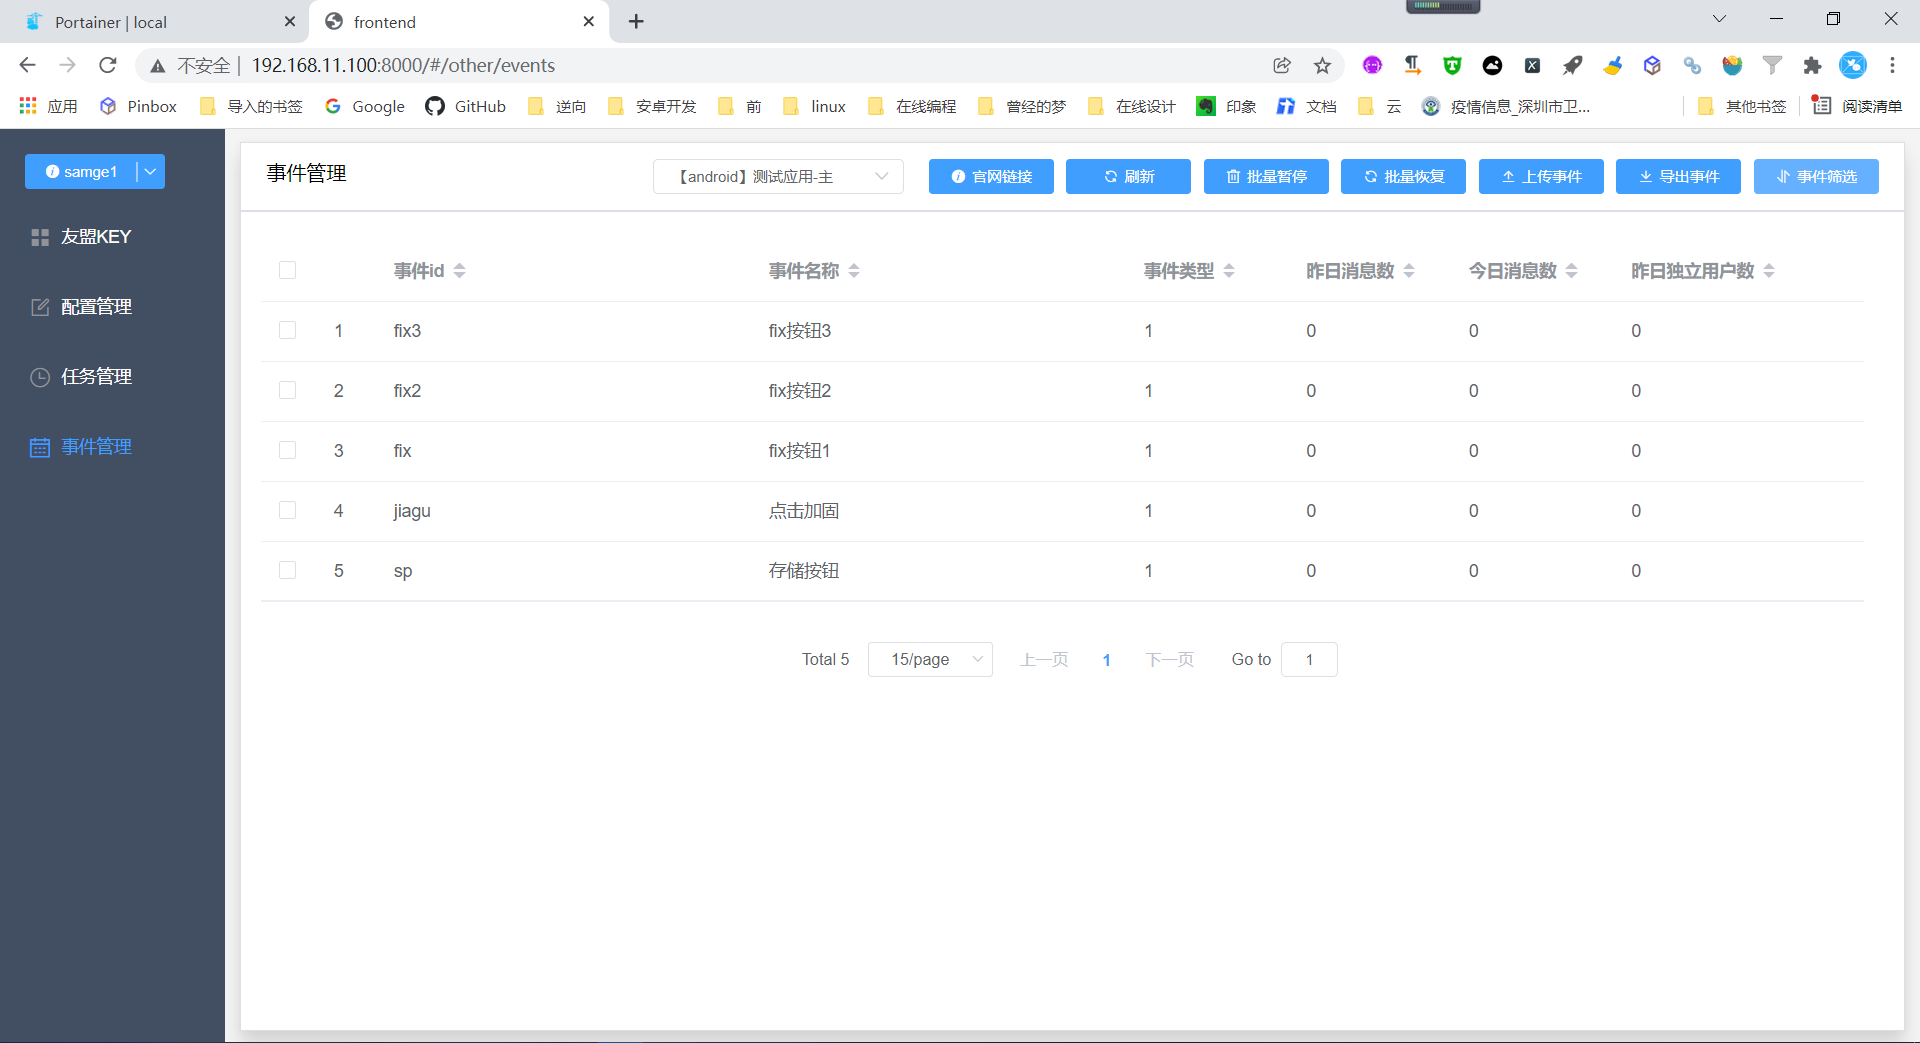 Portainer | local
frontend
不安全 | 192.168.11.100:8000/#/other/events
应用 Pinbox 导入的书签 Google GitHub 逆向 安卓开发 前 linux 在线编程 曾经的梦 在线设计 印象 文档 云 疫情信息_深圳市卫... 其他书签 阅读清单
samge1
友盟KEY
配置管理
任务管理
事件管理
事件管理 【android】测试应用-主 官网链接 刷新 批量暂停 批量恢复 上传事件 导出事件 事件筛选
事件id 事件名称 事件类型 昨日消息数 今日消息数 昨日独立用户数
1 fix3 fix按钮3 1 0 0 0
2 fix2 fix按钮2 1 0 0 0
3 fix fix按钮1 1 0 0 0
4 jiagu 点击加固 1 0 0 0
5 sp 存储按钮 1 0 0 0
Total 5 15/page 上一页 1 下一页 Go to 1